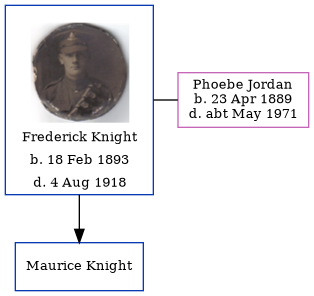 Frederick Knight
b. 18 Feb 1893
d. 4 Aug 1918
Phoebe Jordan
b. 23 Apr 1889
d. abt May 1971
Maurice Knight